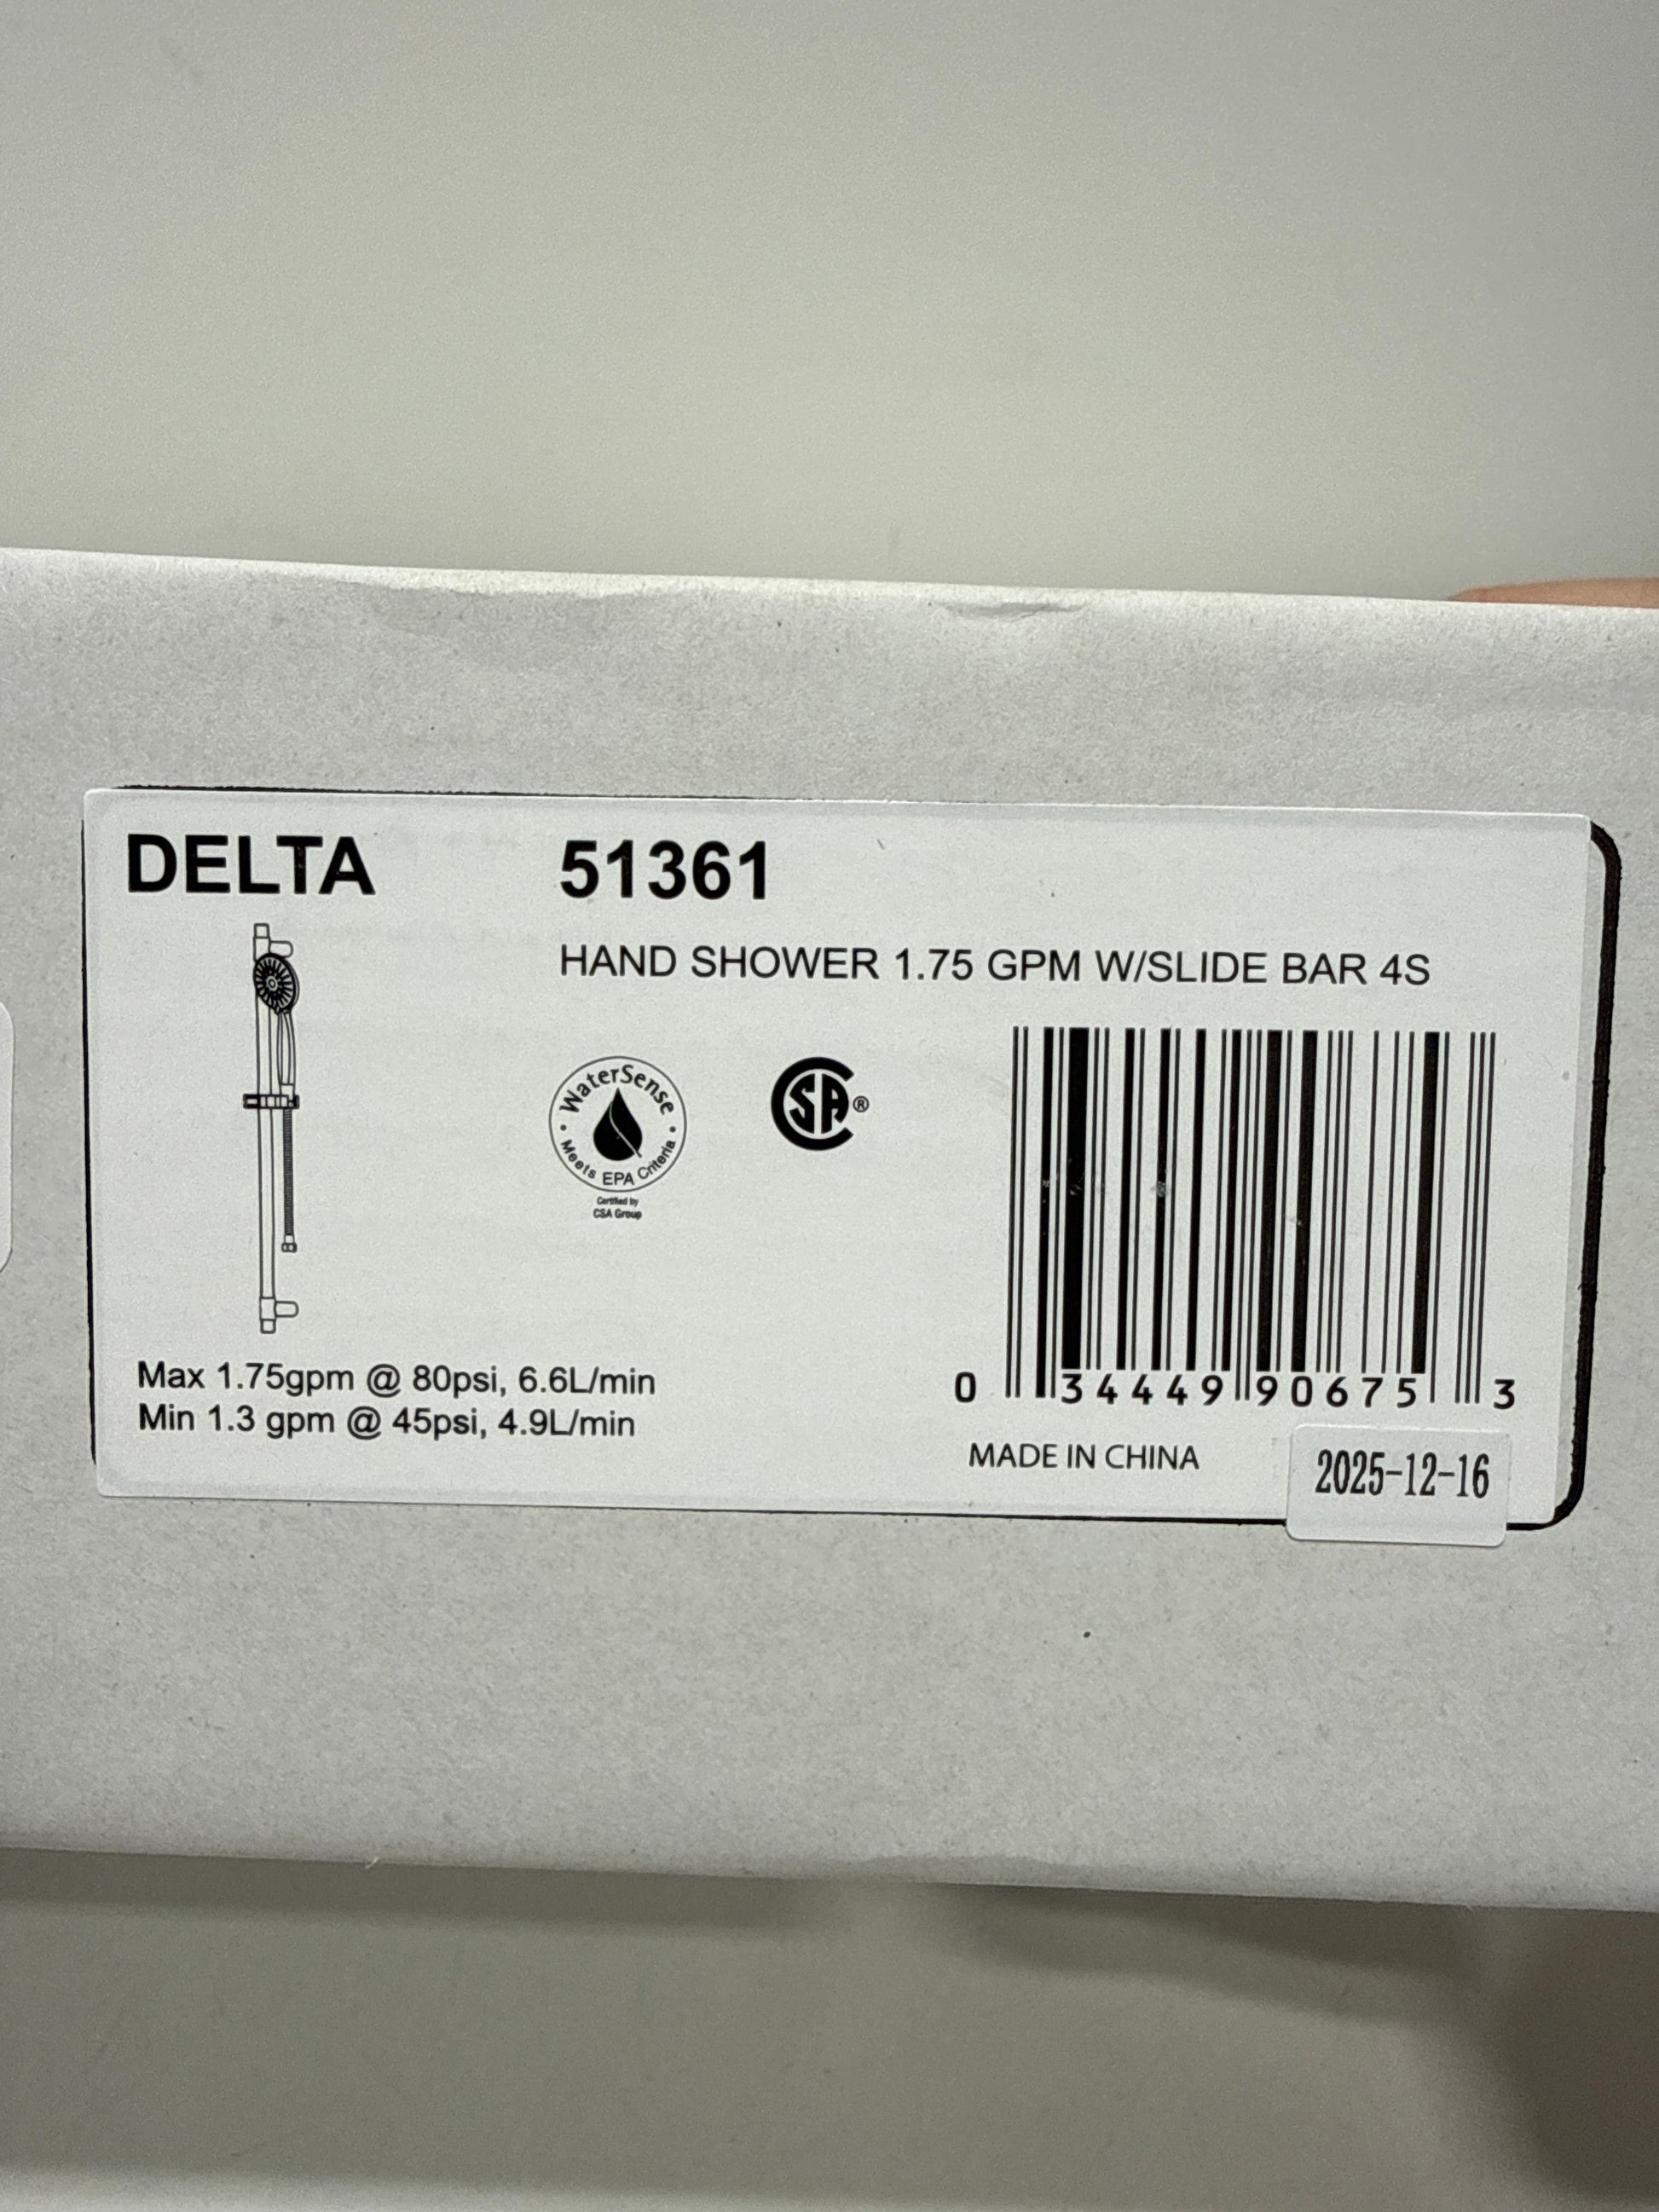 DELTA
51361
HAND SHOWER 1.75 GPM W/SLIDE BAR 4S
WaterSense
Meets EPA Criteria
Certified by
CSA Group
CSA®
Max 1.75gpm @ 80psi, 6.6L/min
Min 1.3 gpm @ 45psi, 4.9L/min
0 34449 90675 3
MADE IN CHINA
2025-12-16